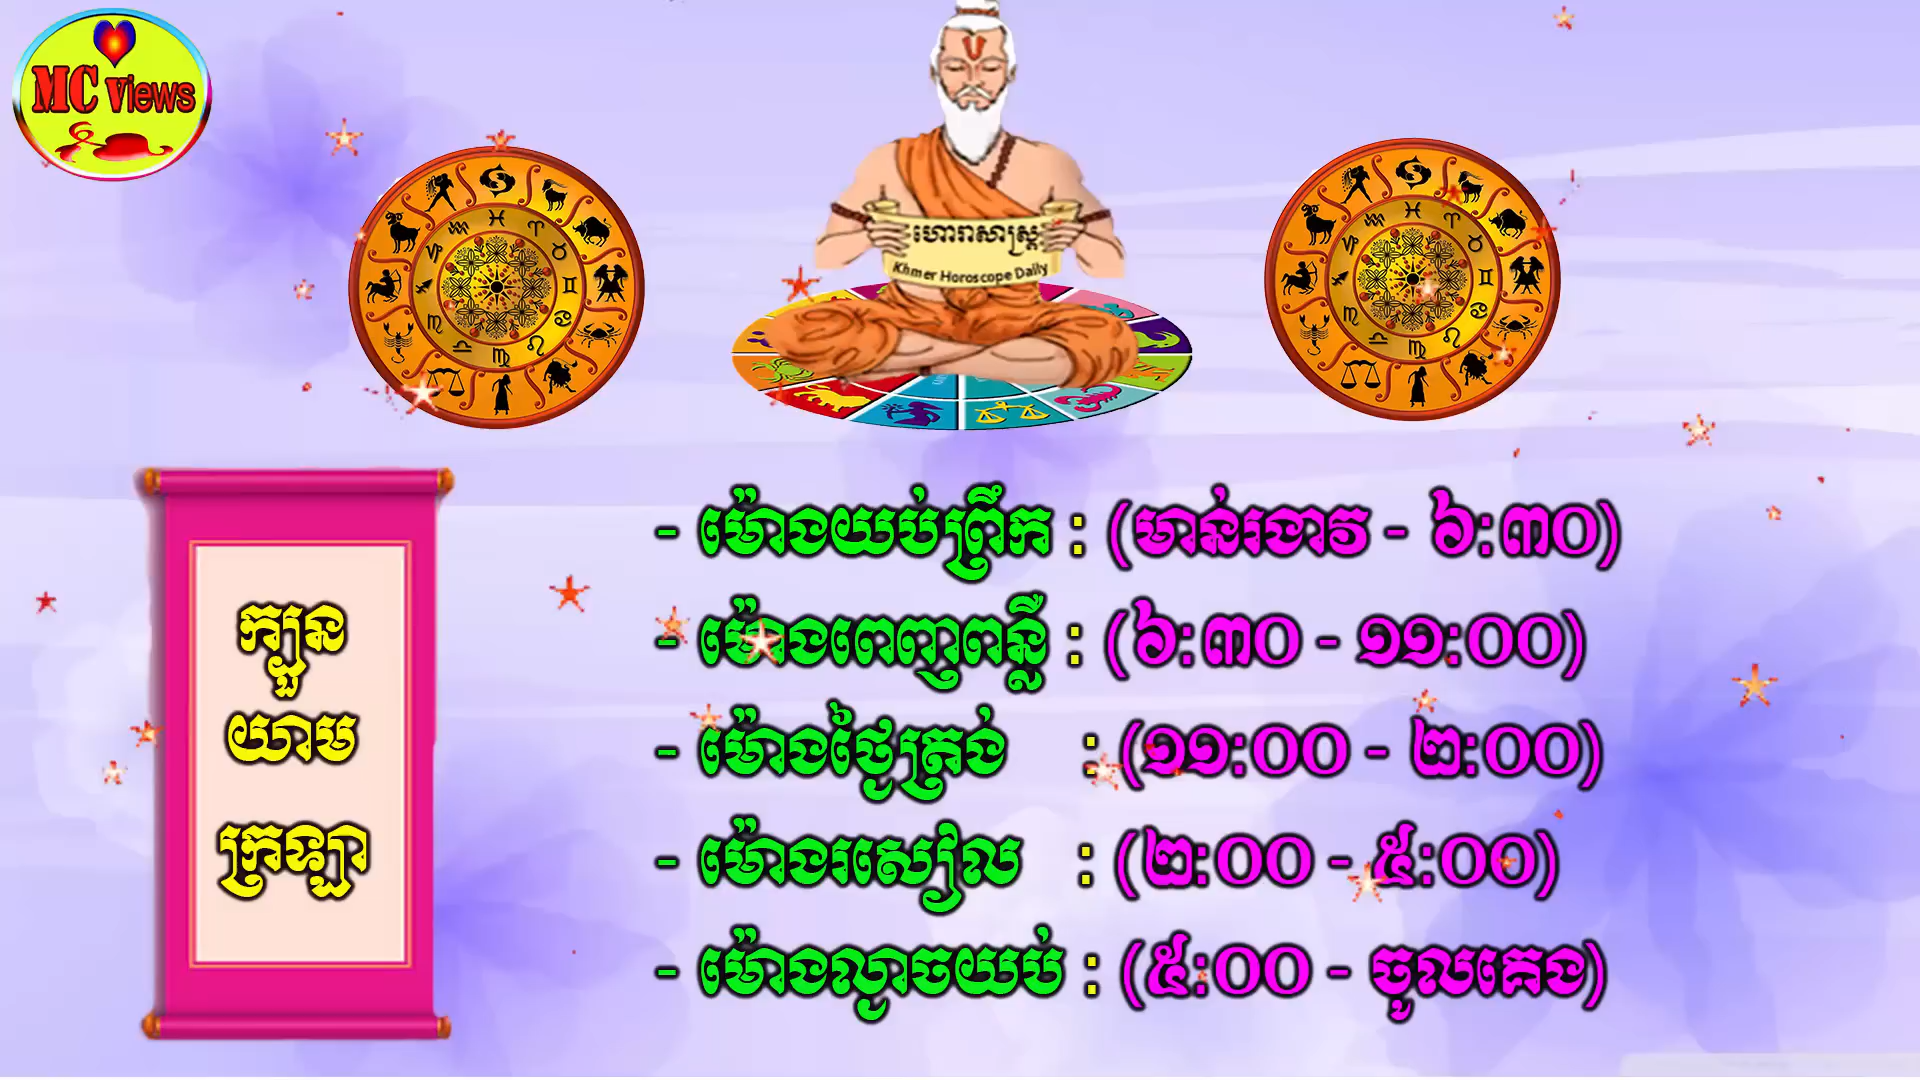 MC Views
ហោរាសាស្ត្រ
Khmer Horoscope Daily
ក្បួន
យាម
ក្រឡា
- ម៉ោងយប់ព្រឹក : (មាន់រងាវ - ៦:៣០)
- ម៉ោងពេញពន្លឺ : (៦:៣០ - ១១:០០)
- ម៉ោងថ្ងៃត្រង់ : (១១:០០ - ២:០០)
- ម៉ោងរសៀល : (២:០០ - ៥:០០)
- ម៉ោងល្ងាចយប់ : (៥:០០ - ចូលគេង)